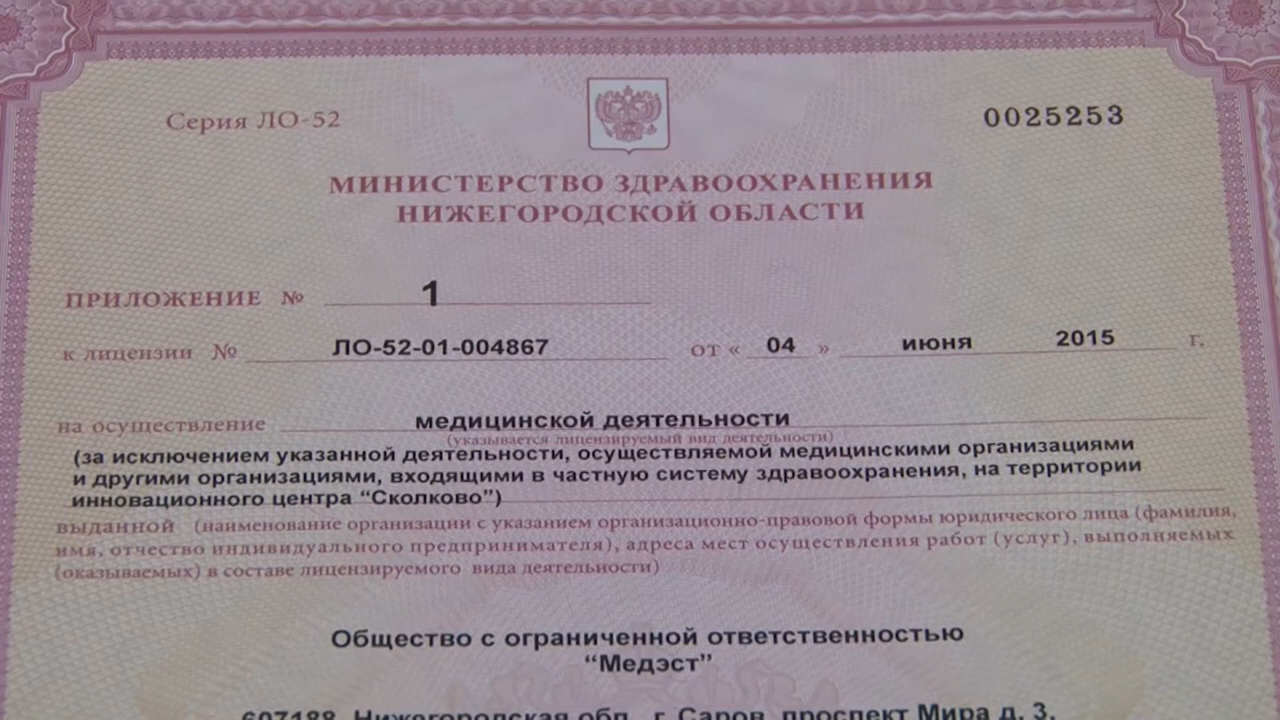 Серия ЛО-52
0025253
МИНИСТЕРСТВО ЗДРАВООХРАНЕНИЯ
НИЖЕГОРОДСКОЙ ОБЛАСТИ
ПРИЛОЖЕНИЕ № 1
к лицензии № ЛО-52-01-004867 от « 04 » июня 2015 г.
на осуществление медицинской деятельности
(указывается лицензируемый вид деятельности)
(за исключением указанной деятельности, осуществляемой медицинскими организациями
и другими организациями, входящими в частную систему здравоохранения, на территории
инновационного центра “Сколково”)
выданной (наименование организации с указанием организационно-правовой формы юридического лица (фамилия,
имя, отчество индивидуального предпринимателя), адреса мест осуществления работ (услуг), выполняемых
(оказываемых) в составе лицензируемого вида деятельности)
Общество с ограниченной ответственностью
“Медэст”
607188, Нижегородская обл., г. Саров, проспект Мира д. 3,